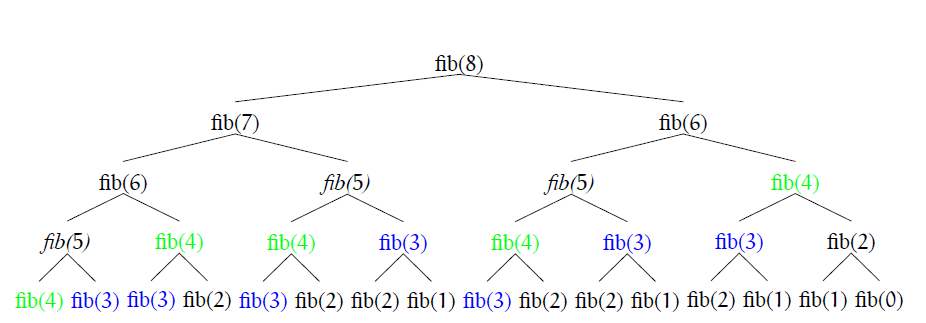 fib(8)
fib(7) fib(6)
fib(6) fib(5) fib(5) fib(4)
fib(5) fib(4) fib(4) fib(3) fib(4) fib(3) fib(3) fib(2)
fib(4) fib(3) fib(3) fib(2) fib(3) fib(2) fib(2) fib(1) fib(3) fib(2) fib(2) fib(1) fib(2) fib(1) fib(1) fib(0)